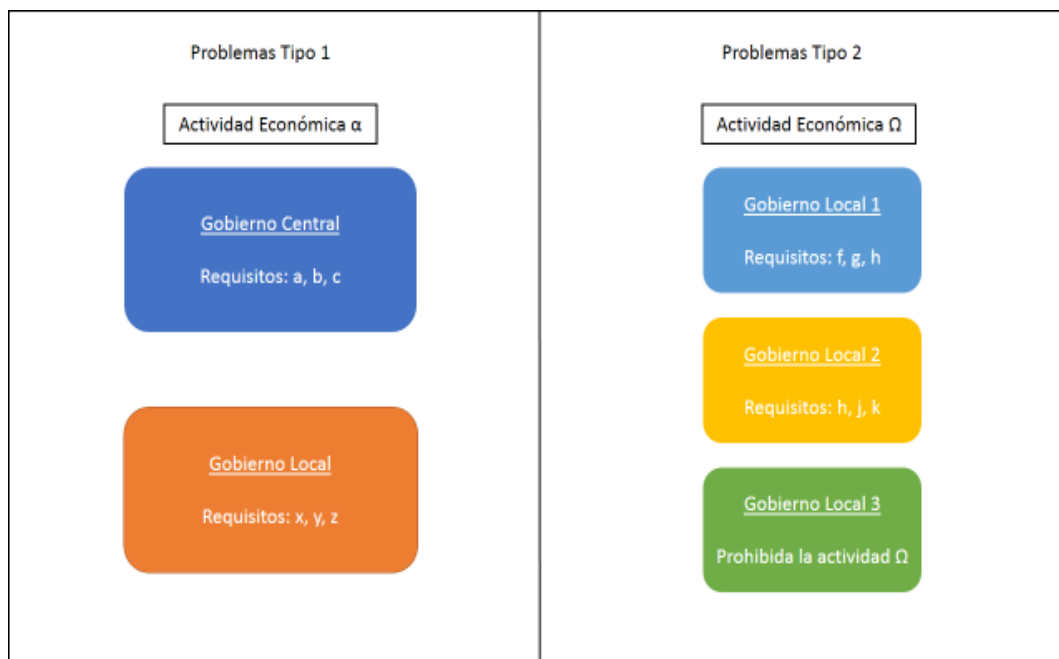 Problemas Tipo 1
Actividad Económica α
Gobierno Central
Requisitos: a, b, c
Gobierno Local
Requisitos: x, y, z
Problemas Tipo 2
Actividad Económica Ω
Gobierno Local 1
Requisitos: f, g, h
Gobierno Local 2
Requisitos: h, j, k
Gobierno Local 3
Prohibida la actividad Ω